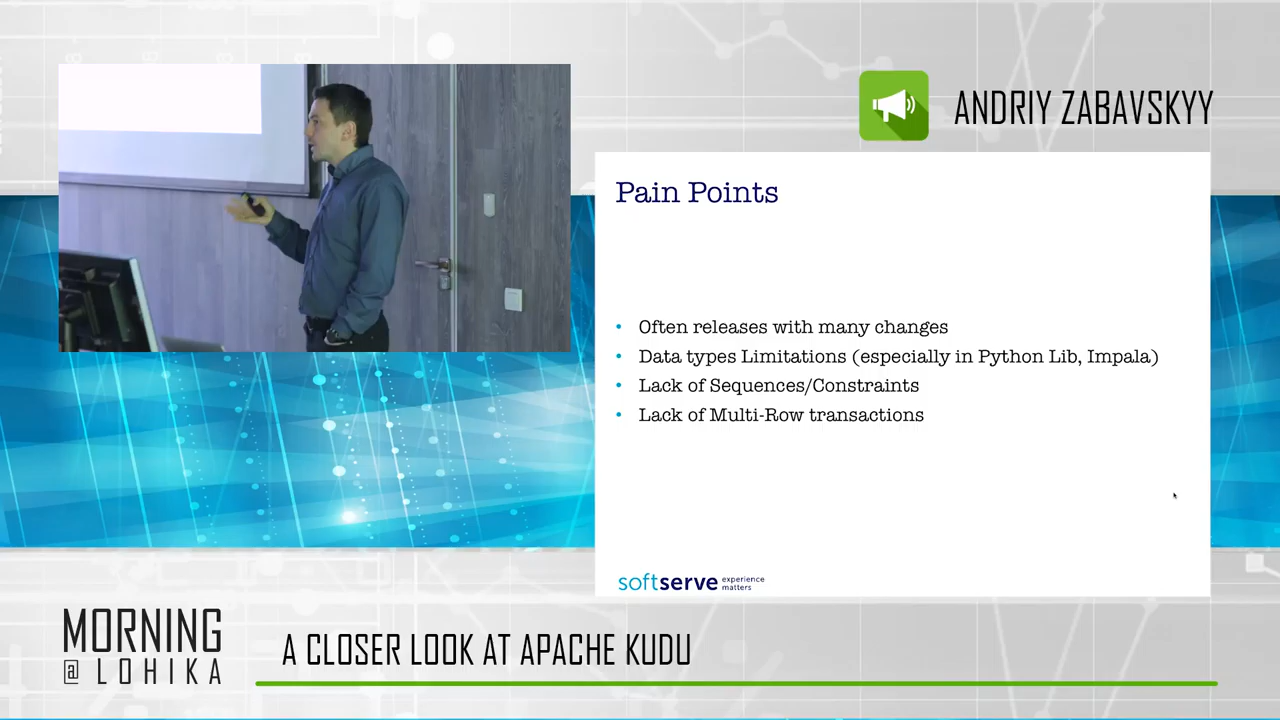 ANDRIY ZABAVSKYY
Pain Points
• Often releases with many changes
• Data types Limitations (especially in Python Lib, Impala)
• Lack of Sequences/Constraints
• Lack of Multi-Row transactions
softserve experience matters
MORNING
@ LOHIKA
A CLOSER LOOK AT APACHE KUDU